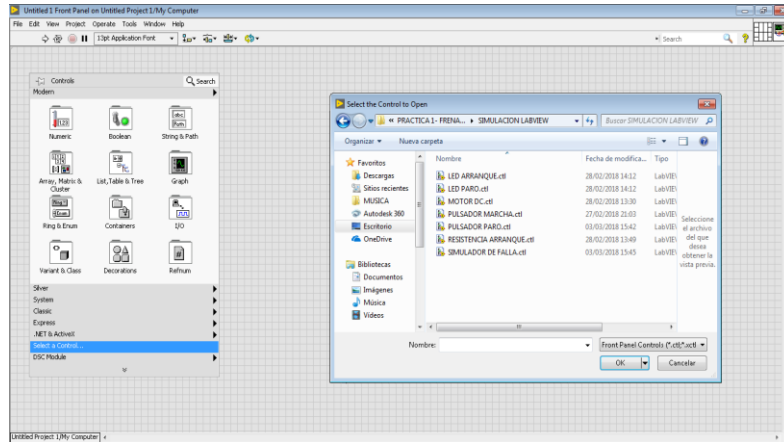 Untitled 1 Front Panel on Untitled Project 1/My Computer
File Edit View Project Operate Tools Window Help
13pt Application Font
Search
Controls
Search
Modern
Numeric
Boolean
String & Path
Array, Matrix & Cluster
List, Table & Tree
Graph
Ring & Enum
Containers
I/O
Variant & Class
Decorations
Refnum
Silver
System
Classic
Express
.NET & ActiveX
Select a Control...
DSC Module
Select the Control to Open
« PRACTICA 1- FRENA... SIMULACION LABVIEW
Buscar SIMULACION LABVIEW
Organizar
Nueva carpeta
Favoritos
Descargas
Sitios recientes
MUSICA
Autodesk 360
Escritorio
OneDrive
Bibliotecas
Documentos
Imágenes
Música
Vídeos
Nombre Fecha de modifica... Tipo
LED ARRANQUE.ctl 28/02/2018 14:12 LabVIEW
LED PARO.ctl 28/02/2018 14:12 LabVIEW
MOTOR DC.ctl 28/02/2018 13:30 LabVIEW
PULSADOR MARCHA.ctl 27/02/2018 21:03 LabVIEW
PULSADOR PARO.ctl 03/03/2018 15:42 LabVIEW
RESISTENCIA ARRANQUE.ctl 28/02/2018 13:49 LabVIEW
SIMULADOR DE FALLA.ctl 03/03/2018 15:45 LabVIEW
Seleccione
el archivo
del que
desea
obtener la
vista previa.
Nombre:
Front Panel Controls (*.ctl;*.xctl
OK
Cancelar
Untitled Project 1/My Computer